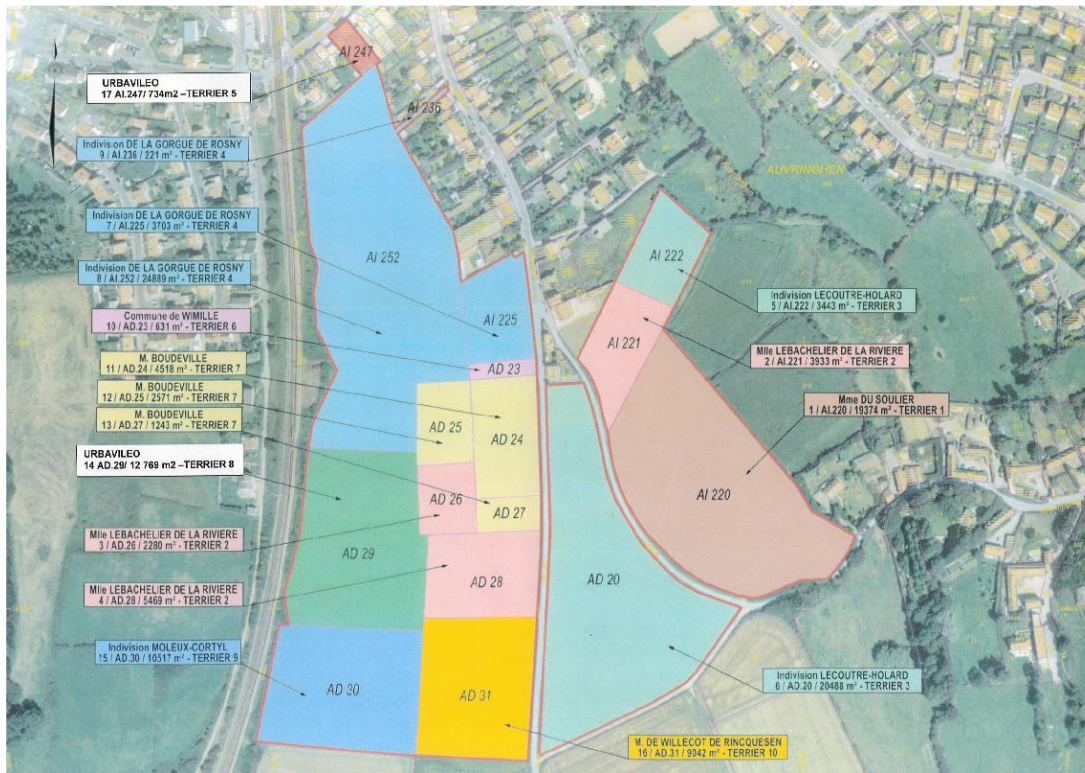 URBAVILEO
17 AI.247/ 734m2 –TERRIER 5
Indivision DE LA GORGUE DE ROSNY
9 / AI.236 / 221 m² - TERRIER 4
Indivision DE LA GORGUE DE ROSNY
7 / AI.225 / 3703 m² - TERRIER 4
Indivision DE LA GORGUE DE ROSNY
8 / AI.252 / 24889 m² - TERRIER 4
Commune de WIMILLE
10 / AD.23 / 631 m² - TERRIER 6
M. BOUDEVILLE
11 / AD.24 / 4518 m² - TERRIER 7
M. BOUDEVILLE
12 / AD.25 / 2571 m² - TERRIER 7
M. BOUDEVILLE
13 / AD.27 / 1243 m² - TERRIER 7
URBAVILEO
14 AD.29/ 12 769 m2 –TERRIER 8
Mlle LEBACHELIER DE LA RIVIERE
3 / AD.26 / 2280 m² - TERRIER 2
Mlle LEBACHELIER DE LA RIVIERE
4 / AD.28 / 5469 m² - TERRIER 2
Indivision MOLEUX-CORTYL
15 / AD.30 / 10517 m² - TERRIER 9
AI 247
AI 236
AI 252
AI 225
AD 23
AD 25
AD 24
AD 26
AD 27
AD 29
AD 28
AD 30
AD 31
AD 20
AI 222
AI 221
AI 220
AUVRINGHEN
Indivision LECOUTRE-HOLARD
5 / AI.222 / 3443 m² - TERRIER 3
Mlle LEBACHELIER DE LA RIVIERE
2 / AI.221 / 3933 m² - TERRIER 2
Mme DU SOULIER
1 / AI.220 / 19374 m² - TERRIER 1
Indivision LECOUTRE-HOLARD
6 / AD.20 / 20488 m² - TERRIER 3
M. DE WILLECOT DE RINCQUESEN
16 / AD.31 / 9042 m² - TERRIER 10